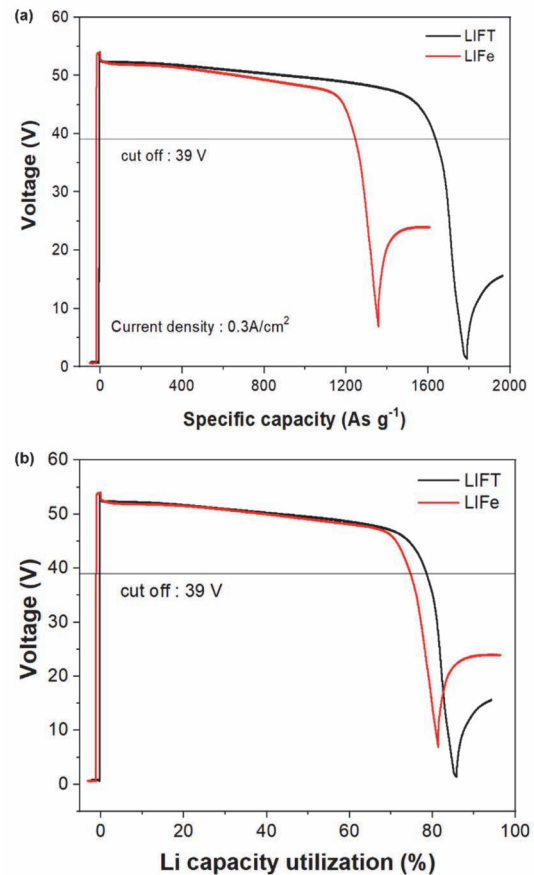 (a)
60
50
40
30
20
10
0
Voltage (V)
LIFT
LIFe
cut off : 39 V
Current density : 0.3A/cm²
0 400 800 1200 1600 2000
Specific capacity (As g⁻¹)
(b)
60
50
40
30
20
10
0
Voltage (V)
LIFT
LIFe
cut off : 39 V
0 20 40 60 80 100
Li capacity utilization (%)